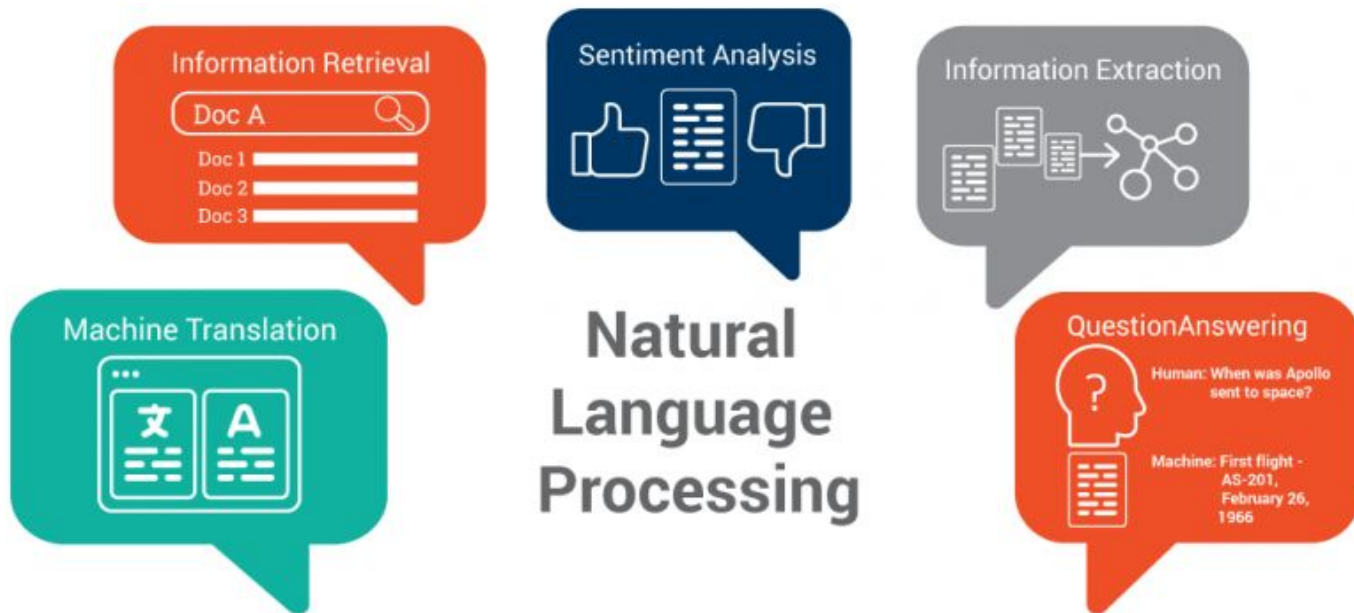 Information Retrieval
Doc A
Doc 1
Doc 2
Doc 3
Sentiment Analysis
Information Extraction
Machine Translation
文 A
Natural
Language
Processing
QuestionAnswering
?
Human: When was Apollo
sent to space?
Machine: First flight -
AS-201,
February 26,
1966